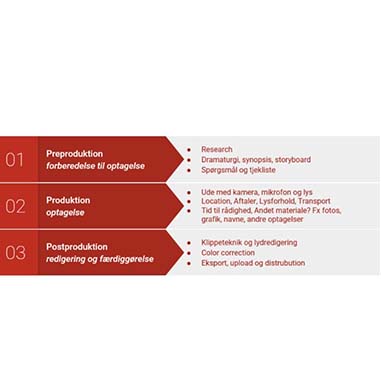 01
Preproduktion
forberedelse til optagelse
Research
Dramaturgi, synopsis, storyboard
Spørgsmål og tjekliste
02
Produktion
optagelse
Ude med kamera, mikrofon og lys
Location, Aftaler, Lysforhold, Transport
Tid til rådighed, Andet materiale? Fx fotos,
grafik, navne, andre optagelser
03
Postproduktion
redigering og færdiggørelse
Klippeteknik og lydredigering
Color correction
Eksport, upload og distrubution